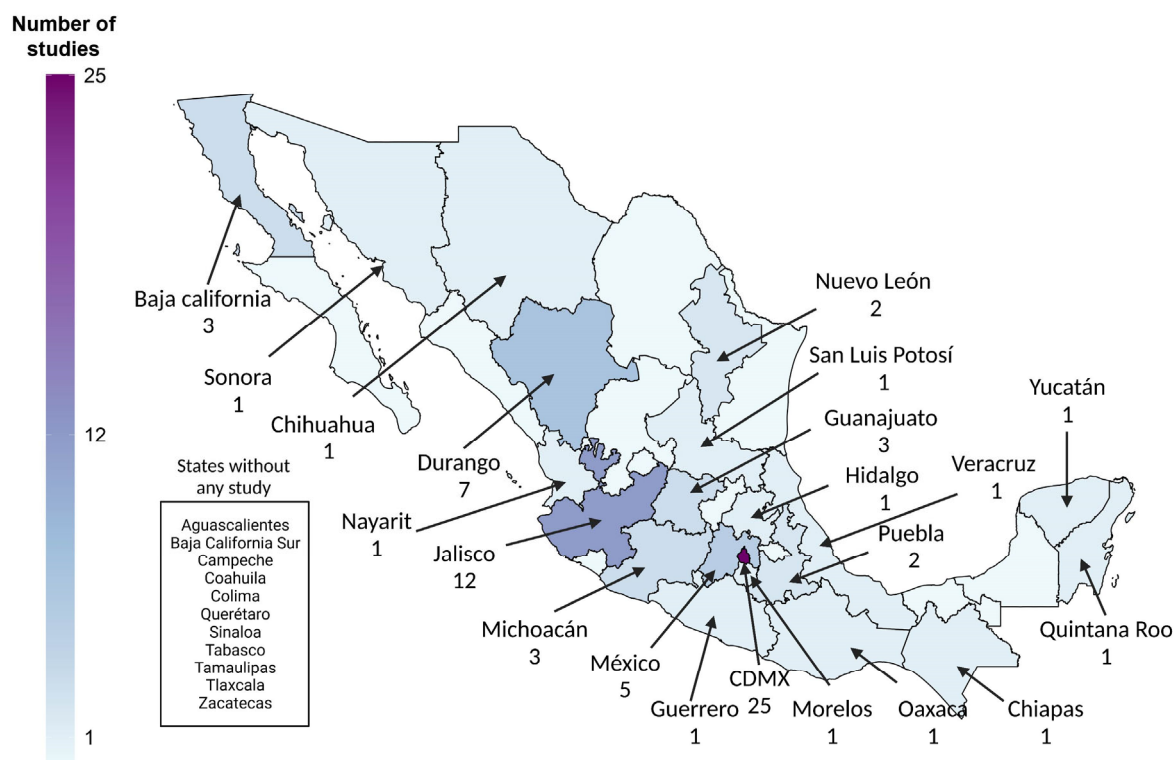 Number of
studies
25
12
1
Baja california
3
Sonora
1
Chihuahua
1
Durango
7
Nayarit
1
Jalisco
12
Michoacán
3
México
5
Guerrero
1
CDMX
25
Morelos
1
Oaxaca
1
Chiapas
1
Quintana Roo
1
Yucatán
1
Veracruz
1
Puebla
2
Hidalgo
1
Guanajuato
3
San Luis Potosí
1
Nuevo León
2
States without
any study
Aguascalientes
Baja California Sur
Campeche
Coahuila
Colima
Querétaro
Sinaloa
Tabasco
Tamaulipas
Tlaxcala
Zacatecas